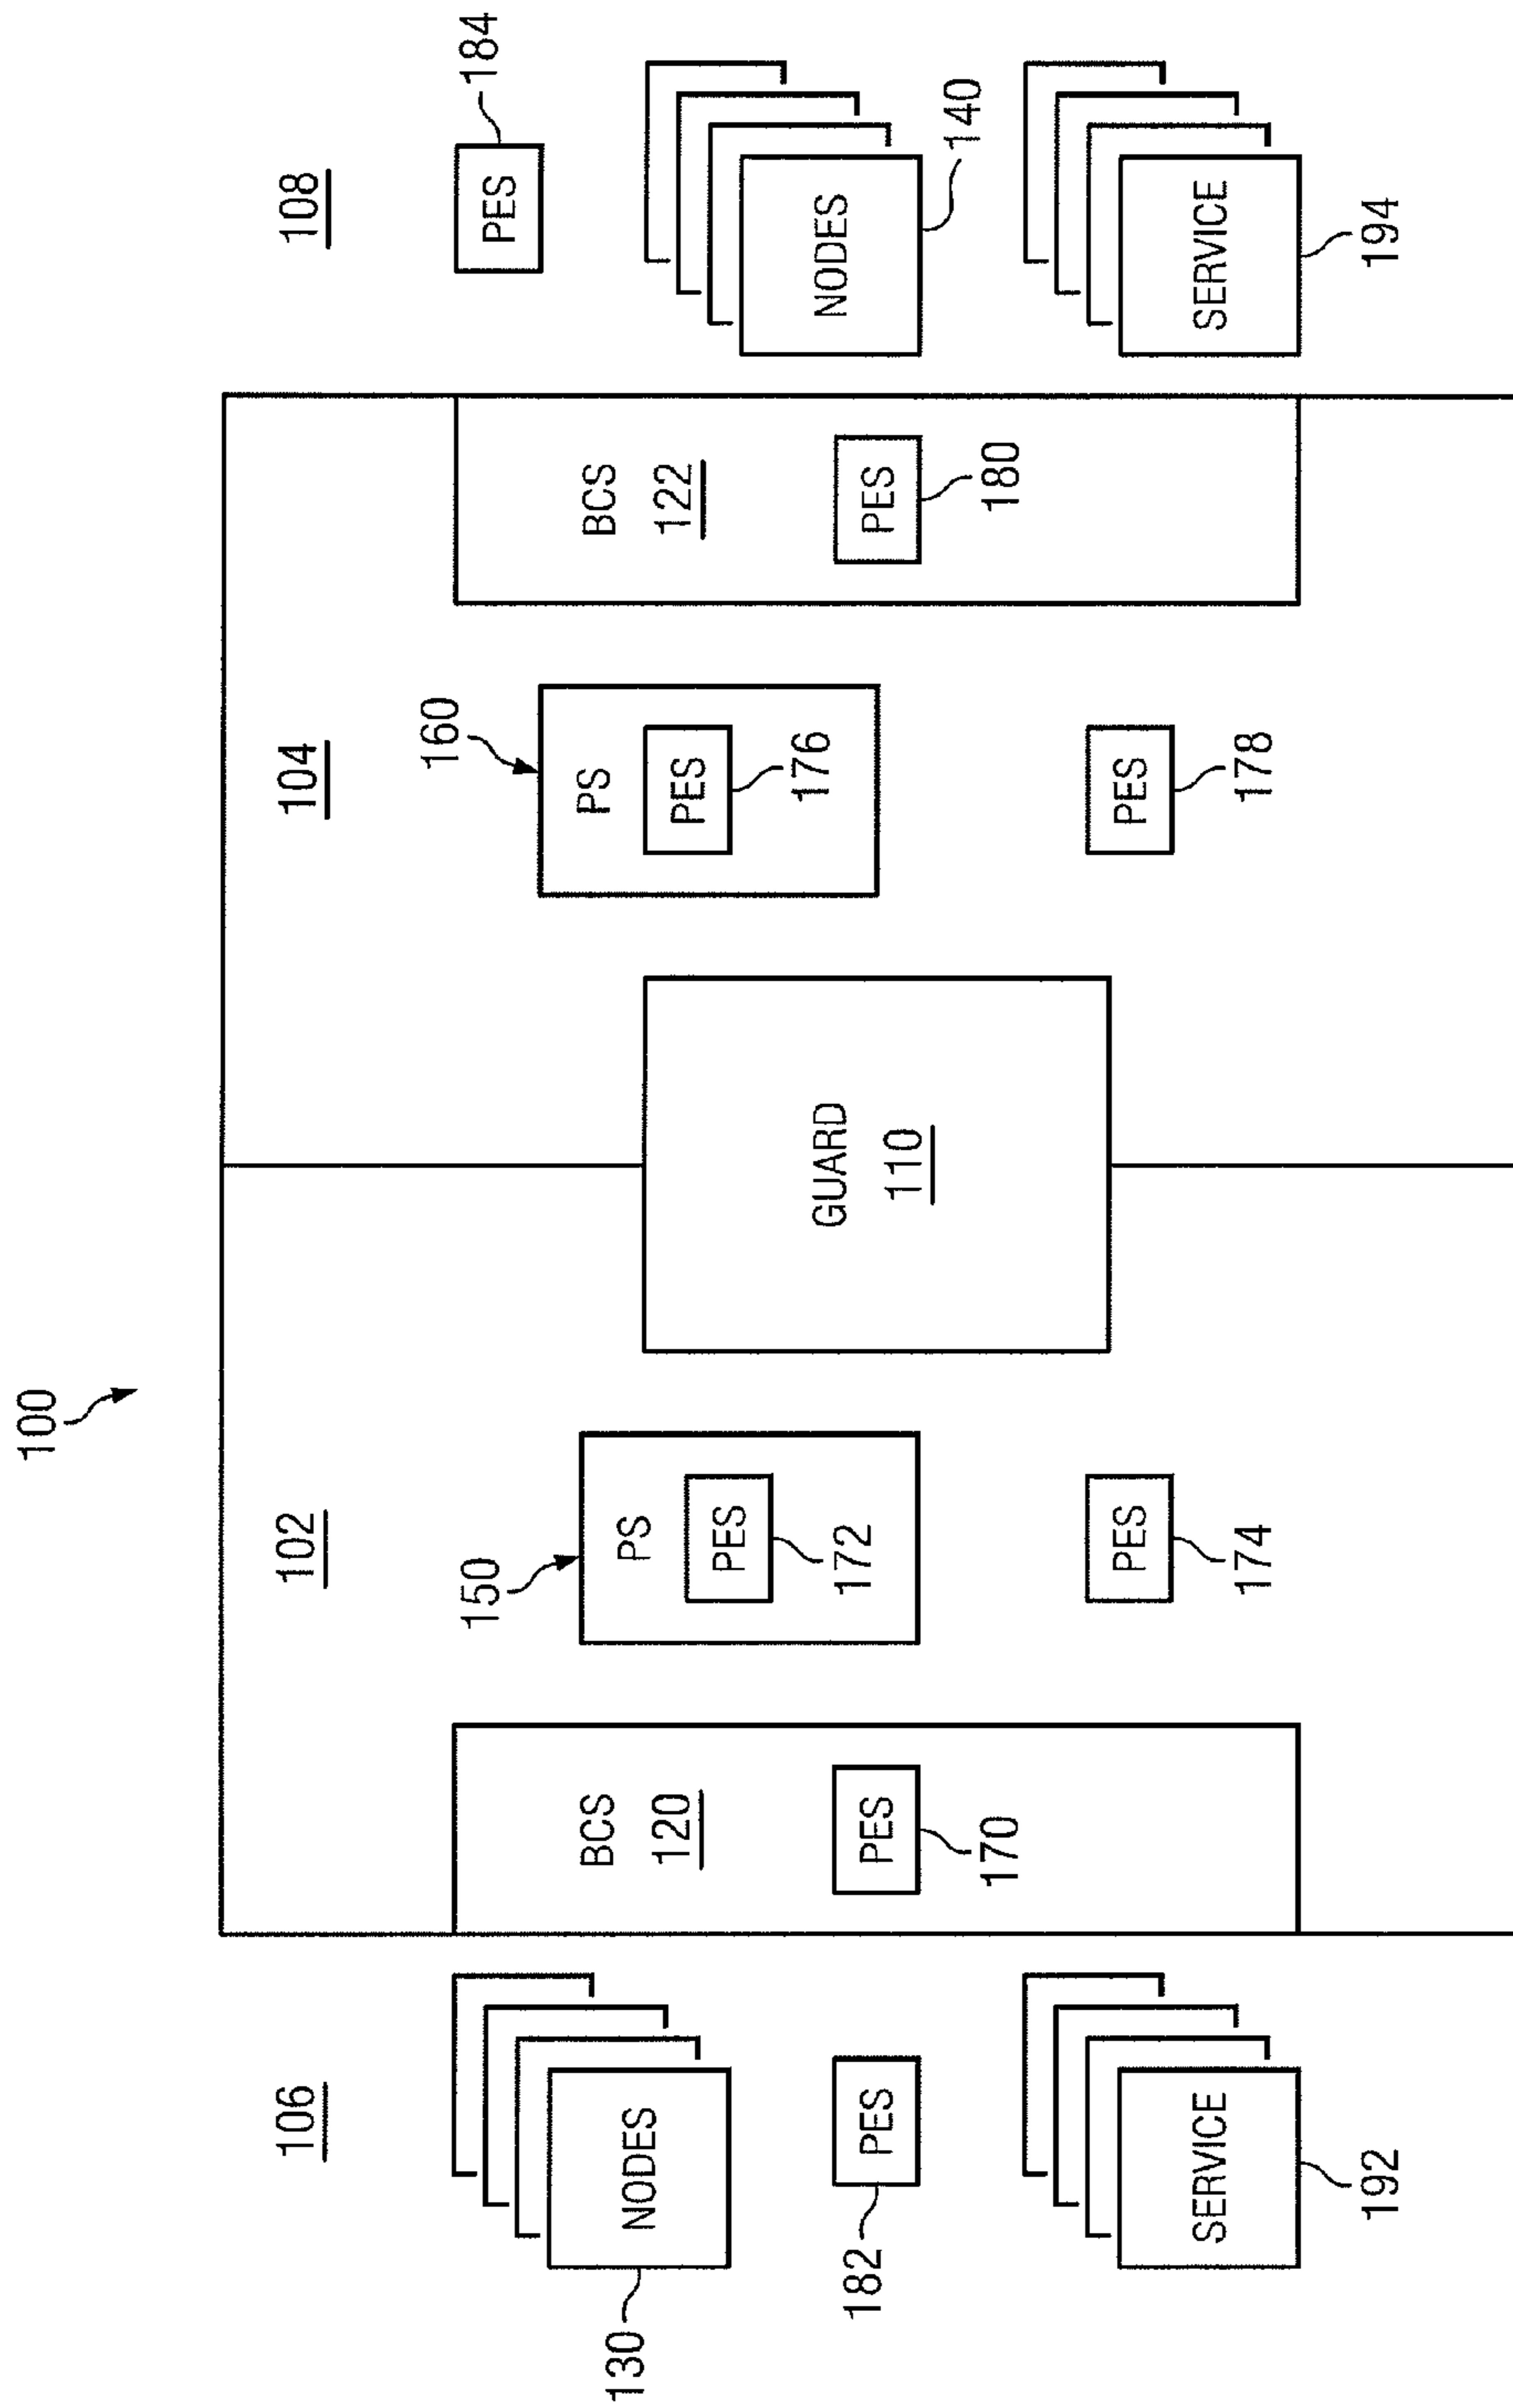 100
106
102
104
108
160
150
184
PES
BCS
PS
BCS
130
NODES
PS
120
PES
122
PES
176
GUARD
NODES
172
182
PES
PES
PES
110
140
170
180
PES
PES
SERVICE
SERVICE
174
178
192
194